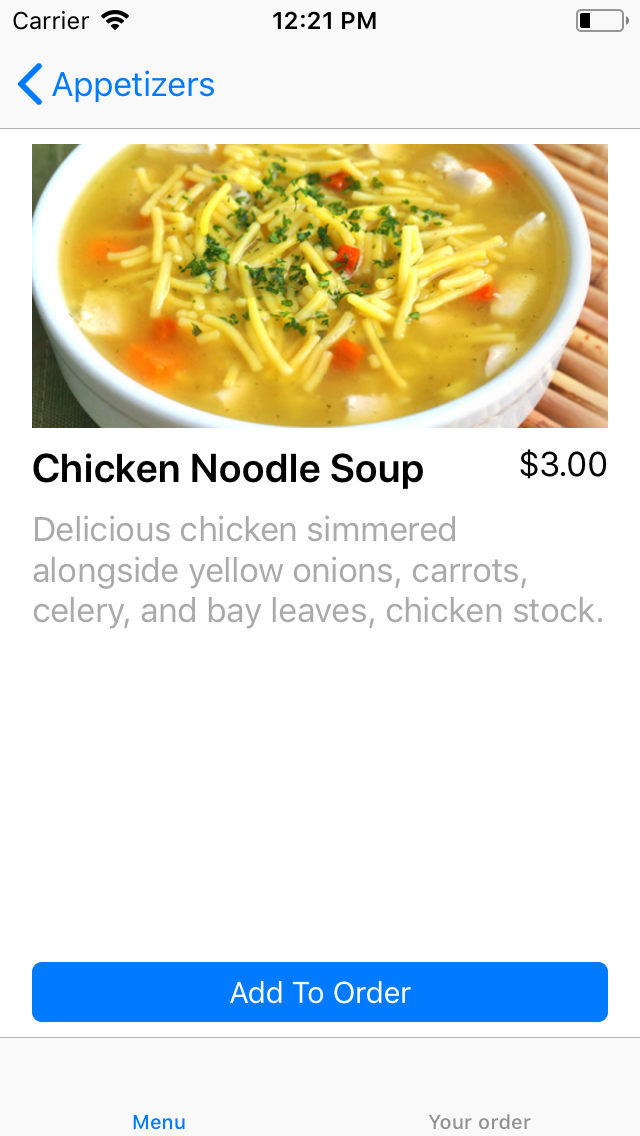 Carrier
12:21 PM
Appetizers
Chicken Noodle Soup
$3.00
Delicious chicken simmered
alongside yellow onions, carrots,
celery, and bay leaves, chicken stock.
Add To Order
Menu
Your order